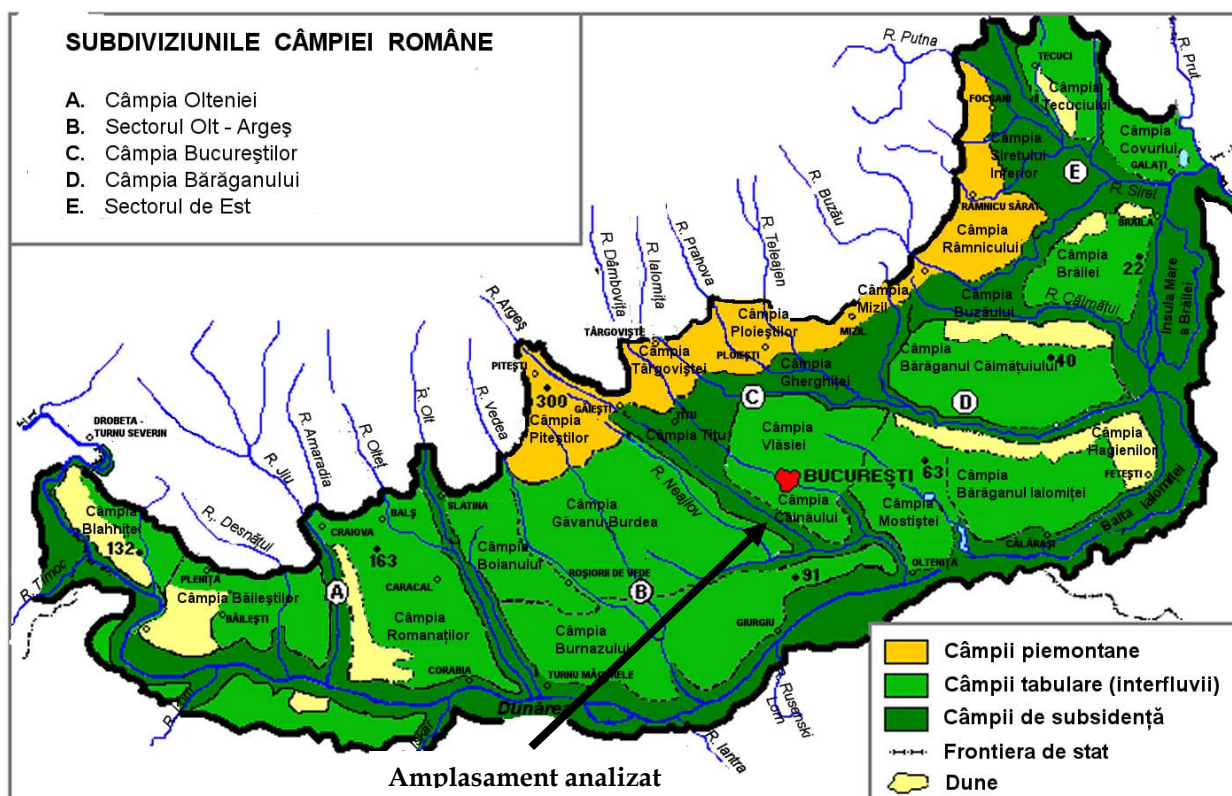 SUBDIVIZIUNILE CÂMPIEI ROMÂNE
A. Câmpia Olteniei
B. Sectorul Olt - Argeş
C. Câmpia Bucureştilor
D. Câmpia Bărăganului
E. Sectorul de Est
R. Putna
TECUCI
R. Prut
Câmpia
Tecuciului
FOCŞANI
Câmpia
Covurlui
GALAŢI
Câmpia
Siretului
Inferior
E
R. Siret
R. Buzău
RÂMNICU SĂRAT
BRĂILA
Câmpia
Râmnicului
Câmpia
Brăilei
22
R. Dâmboviţa
R. Ialomiţa
R. Prahova
R. Teleajen
Câmpia
Mizil
MIZIL
Câmpia
Buzăului
R. Călmăţui
Insula Mare
a Brăilei
R. Argeş
TÂRGOVIŞTE
Câmpia
Ploieştilor
PLOIEŞTI
Câmpia
Târgoviştei
Câmpia
Gherghiţei
Câmpia
Bărăganul Călmăţuiului
40
PITEŞTI
300
GĂEŞTI
Câmpia
Piteştilor
C
D
TITU
Câmpia Titu
Câmpia
Vlăsiei
Câmpia
Hagienilor
FETEŞTI
DROBETA -
TURNU SEVERIN
R. Jiu
R. Amaradia
R. Olteţ
R. Olt
R. Vedea
R. Neajlov
BUCUREŞTI
63
Câmpia
Bărăganul Ialomiţei
Balta Ialomiţei
R. Desnăţui
CRAIOVA
BALŞ
SLATINA
Câmpia
Găvanu-Burdea
Câmpia
Câlnăului
Câmpia
Mostiştei
CĂLĂRAŞI
OLTENIŢA
Câmpia
Blahniţei
132
163
Câmpia
Boianului
ROŞIORII DE VEDE
91
R. Timoc
PLENIŢA
Câmpia Băileştilor
BĂILEŞTI
A
CARACAL
Câmpia
Romanaţilor
B
Câmpia
Burnazului
GIURGIU
CORABIA
TURNU MĂGURELE
Dunărea
R. Lom
Iskar
R. Iantra
R. Rusenski
Lom
Amplasament analizat
Câmpii piemontane
Câmpii tabulare (interfluvii)
Câmpii de subsidenţă
Frontiera de stat
Dune